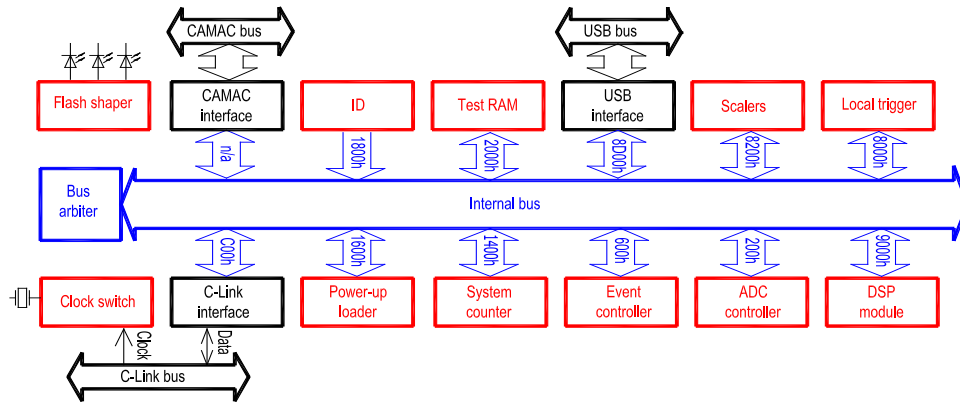 CAMAC bus
USB bus
Flash shaper
CAMAC
interface
ID
Test RAM
USB
interface
Scalers
Local trigger
n/a
1800h
2000h
8D00h
8200h
8000h
Bus
arbiter
Internal bus
C00h
1600h
1400h
600h
200h
9000h
Clock switch
C-Link
interface
Power-up
loader
System
counter
Event
controller
ADC
controller
DSP
module
Clock
Data
C-Link bus